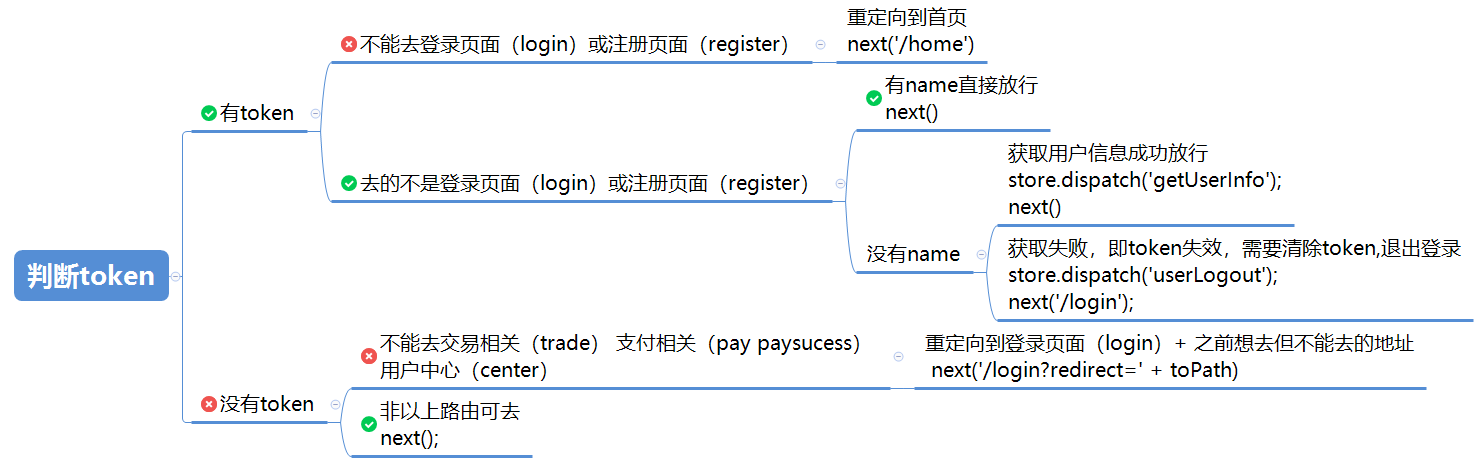 判断token
有token
不能去登录页面（login）或注册页面（register）
重定向到首页
next('/home')
去的不是登录页面（login）或注册页面（register）
有name直接放行
next()
没有name
获取用户信息成功放行
store.dispatch('getUserInfo');
next()
获取失败，即token失效，需要清除token,退出登录
store.dispatch('userLogout');
next('/login');
没有token
不能去交易相关（trade） 支付相关（pay paysucess）
用户中心（center）
重定向到登录页面（login）+ 之前想去但不能去的地址
next('/login?redirect=' + toPath)
非以上路由可去
next();